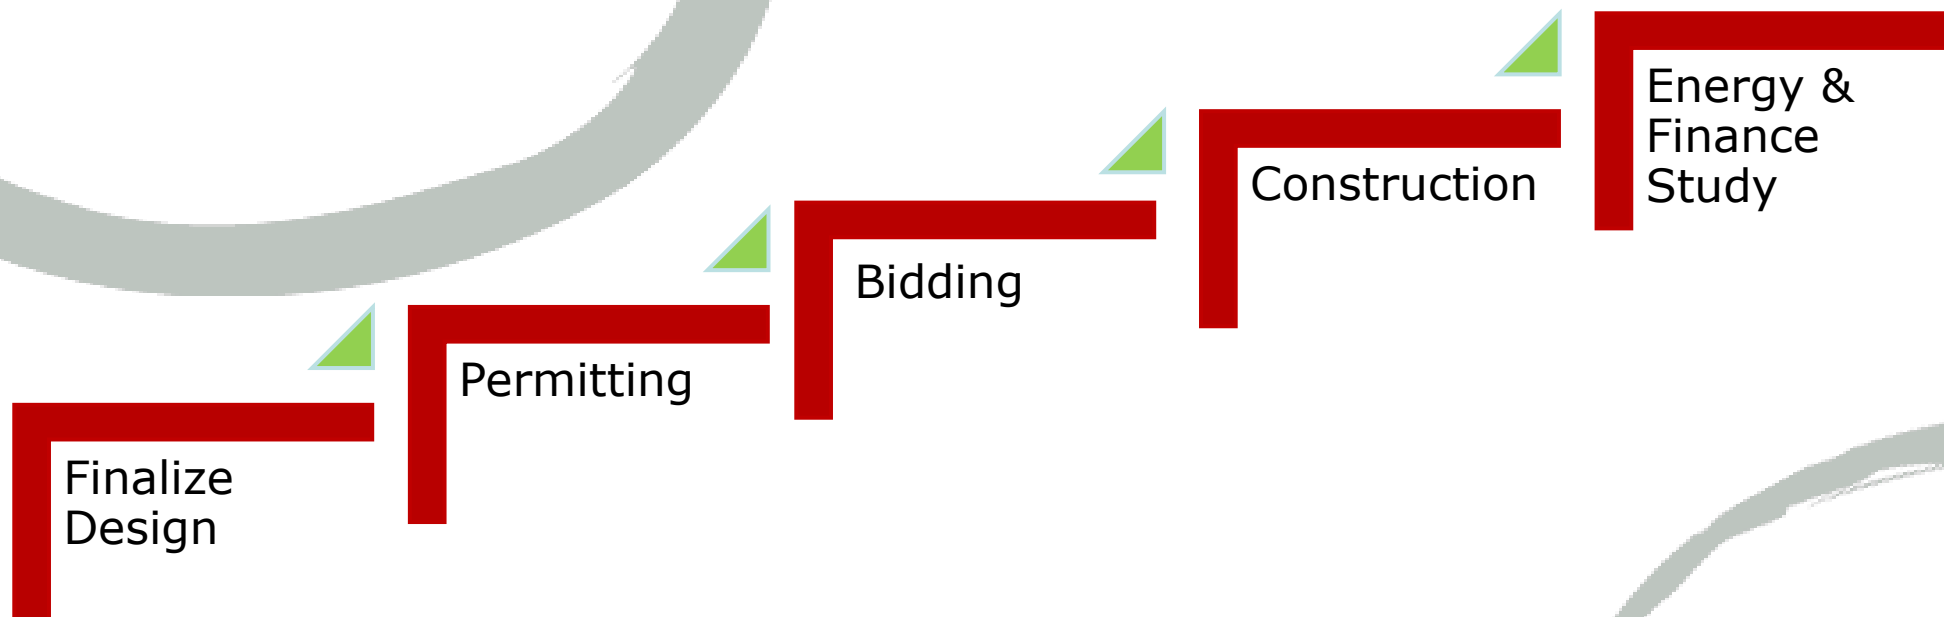 Finalize
Design
Permitting
Bidding
Construction
Energy &
Finance
Study